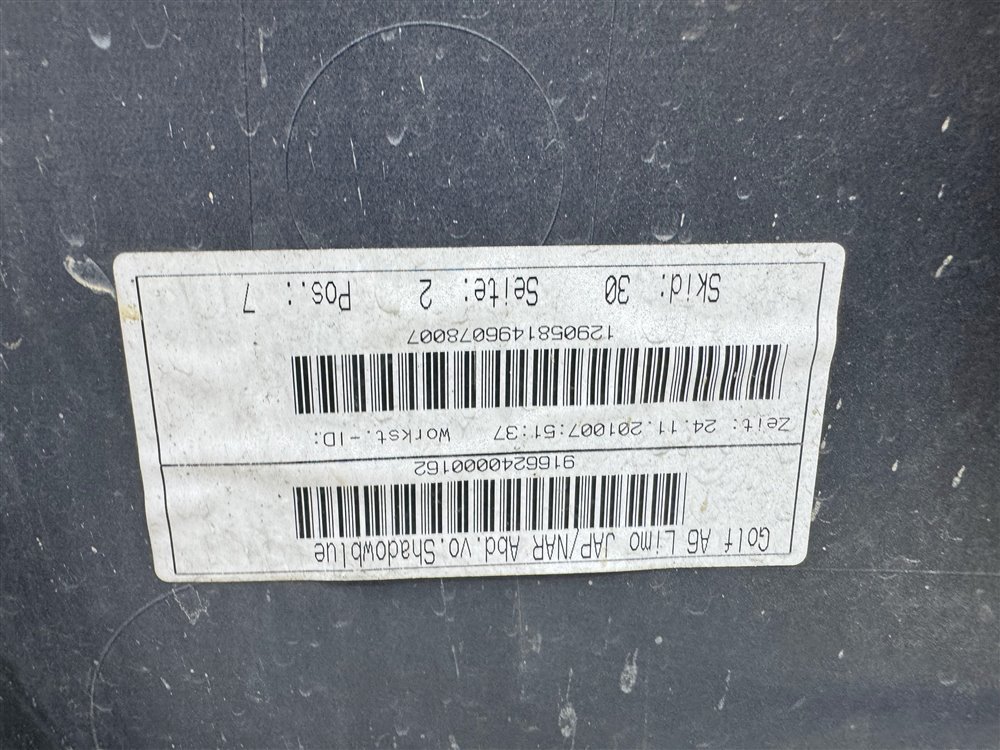 Golf A6 Limo JAP/NAR Abd.vo.Shadowblue
9166240000162
Zeit: 24.11.201007:51:37 Workst.-ID:
1290581496078007
Skid: 30 Seite: 2 Pos.: 7